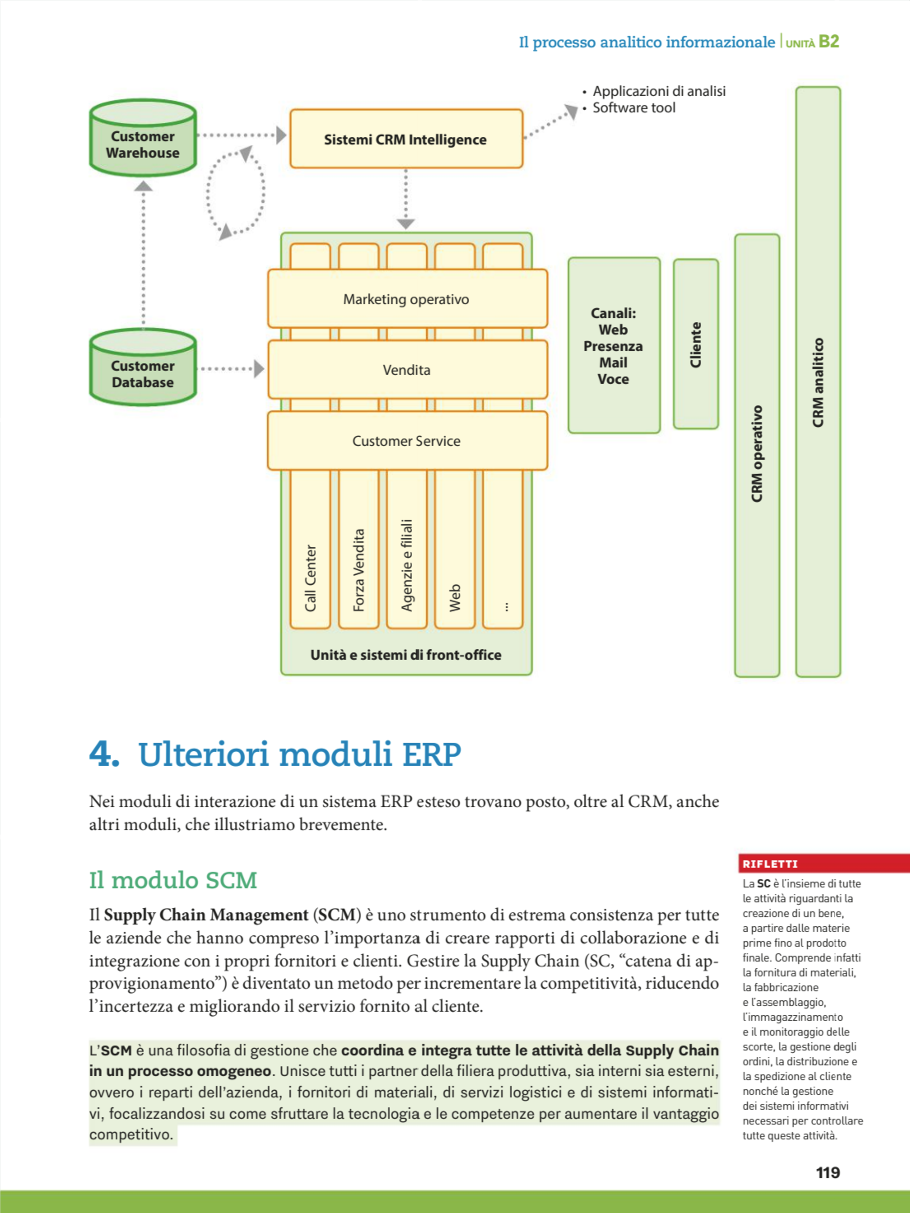 Il processo analitico informazionale | UNITÀ B2
• Applicazioni di analisi
• Software tool
Customer
Warehouse
Sistemi CRM Intelligence
Marketing operativo
Canali:
Web
Presenza
Mail
Voce
Cliente
CRM operativo
CRM analitico
Customer
Database
Vendita
Customer Service
Call Center
Forza Vendita
Agenzie e filiali
Web
...
Unità e sistemi di front-office
4. Ulteriori moduli ERP
Nei moduli di interazione di un sistema ERP esteso trovano posto, oltre al CRM, anche
altri moduli, che illustriamo brevemente.
Il modulo SCM
Il Supply Chain Management (SCM) è uno strumento di estrema consistenza per tutte
le aziende che hanno compreso l’importanza di creare rapporti di collaborazione e di
integrazione con i propri fornitori e clienti. Gestire la Supply Chain (SC, “catena di ap-
provigionamento”) è diventato un metodo per incrementare la competitività, riducendo
l’incertezza e migliorando il servizio fornito al cliente.
L’SCM è una filosofia di gestione che coordina e integra tutte le attività della Supply Chain
in un processo omogeneo. Unisce tutti i partner della filiera produttiva, sia interni sia esterni,
ovvero i reparti dell’azienda, i fornitori di materiali, di servizi logistici e di sistemi informati-
vi, focalizzandosi su come sfruttare la tecnologia e le competenze per aumentare il vantaggio
competitivo.
RIFLETTI
La SC è l’insieme di tutte
le attività riguardanti la
creazione di un bene,
a partire dalle materie
prime fino al prodotto
finale. Comprende infatti
la fornitura di materiali,
la fabbricazione
e l’assemblaggio,
l’immagazzinamento
e il monitoraggio delle
scorte, la gestione degli
ordini, la distribuzione e
la spedizione al cliente
nonché la gestione
dei sistemi informativi
necessari per controllare
tutte queste attività.
119